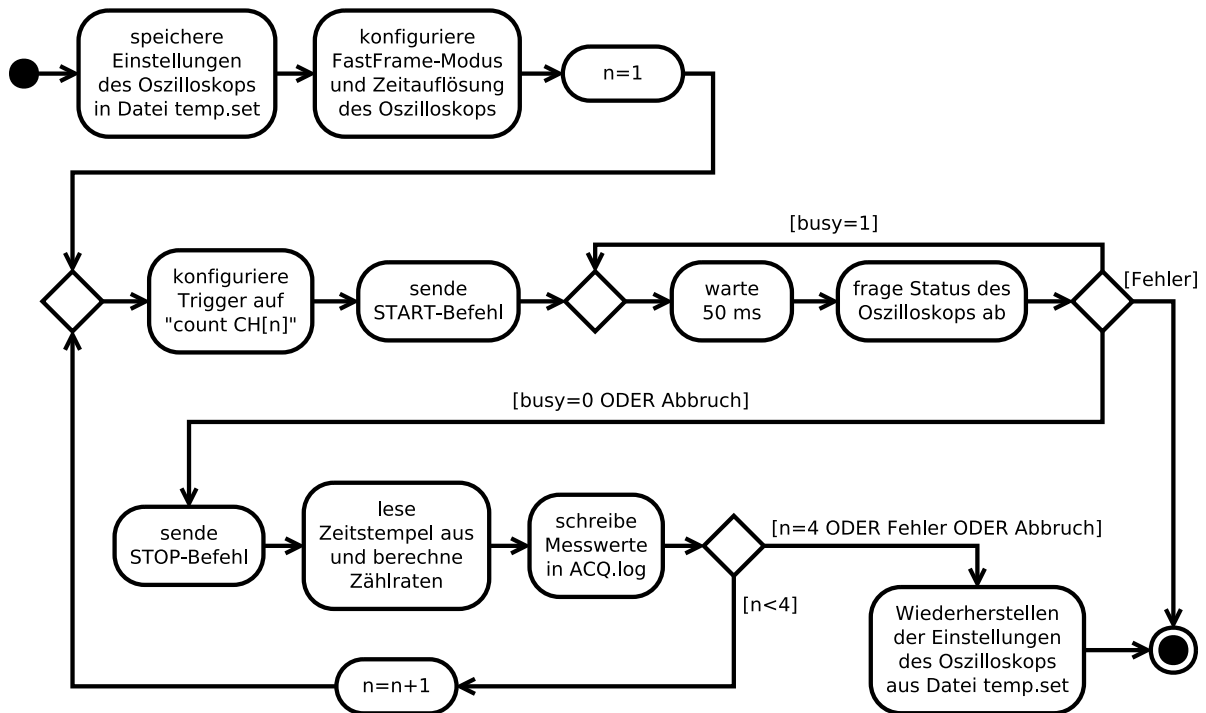 speichere
Einstellungen
des Oszilloskops
in Datei temp.set
konfiguriere
FastFrame-Modus
und Zeitauflösung
des Oszilloskops
n=1
[busy=1]
konfiguriere
Trigger auf
"count CH[n]"
sende
START-Befehl
warte
50 ms
frage Status des
Oszilloskops ab
[Fehler]
[busy=0 ODER Abbruch]
sende
STOP-Befehl
lese
Zeitstempel aus
und berechne
Zählraten
schreibe
Messwerte
in ACQ.log
[n=4 ODER Fehler ODER Abbruch]
[n<4]
Wiederherstellen
der Einstellungen
des Oszilloskops
aus Datei temp.set
n=n+1